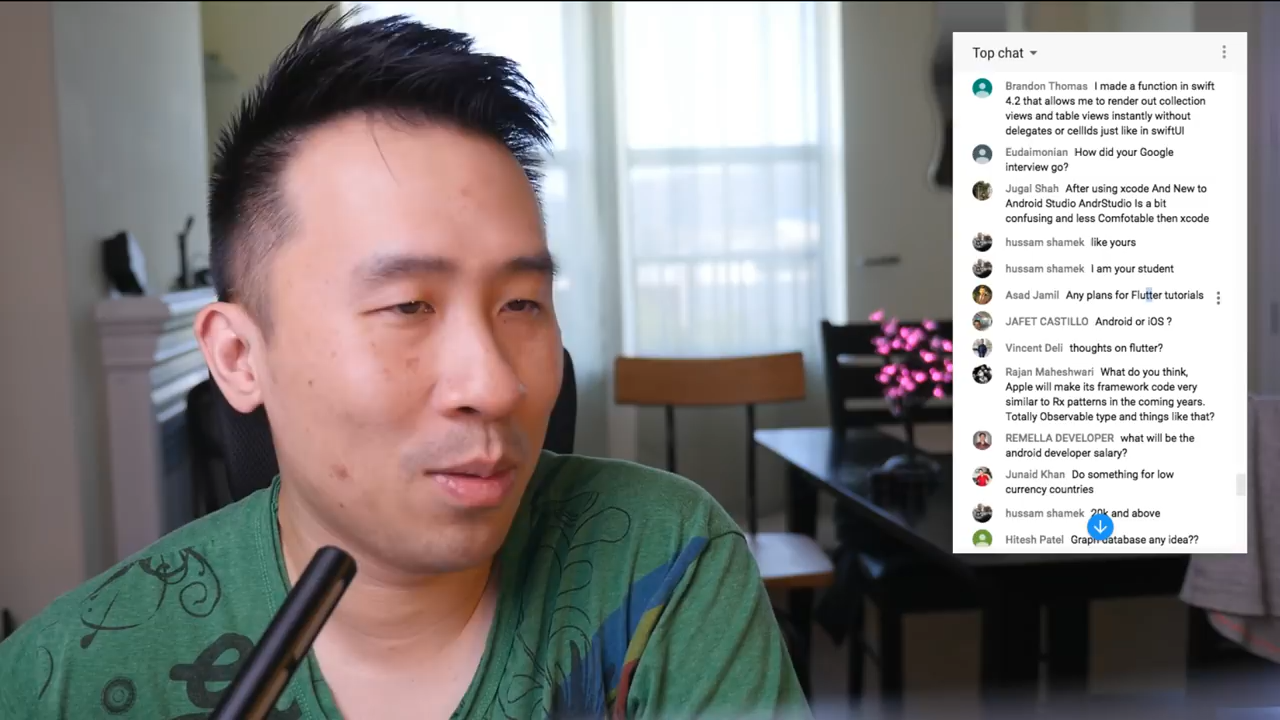 Top chat
Brandon Thomas I made a function in swift
4.2 that allows me to render out collection
views and table views instantly without
delegates or cellIds just like in swiftUI
Eudaimonian How did your Google
interview go?
Jugal Shah After using xcode And New to
Android Studio AndrStudio Is a bit
confusing and less Comfotable then xcode
hussam shamek like yours
hussam shamek I am your student
Asad Jamil Any plans for Flutter tutorials
JAFET CASTILLO Android or iOS ?
Vincent Deli thoughts on flutter?
Rajan Maheshwari What do you think,
Apple will make its framework code very
similar to Rx patterns in the coming years.
Totally Observable type and things like that?
REMELLA DEVELOPER what will be the
android developer salary?
Junaid Khan Do something for low
currency countries
hussam shamek 20k and above
Hitesh Patel Graph database any idea??